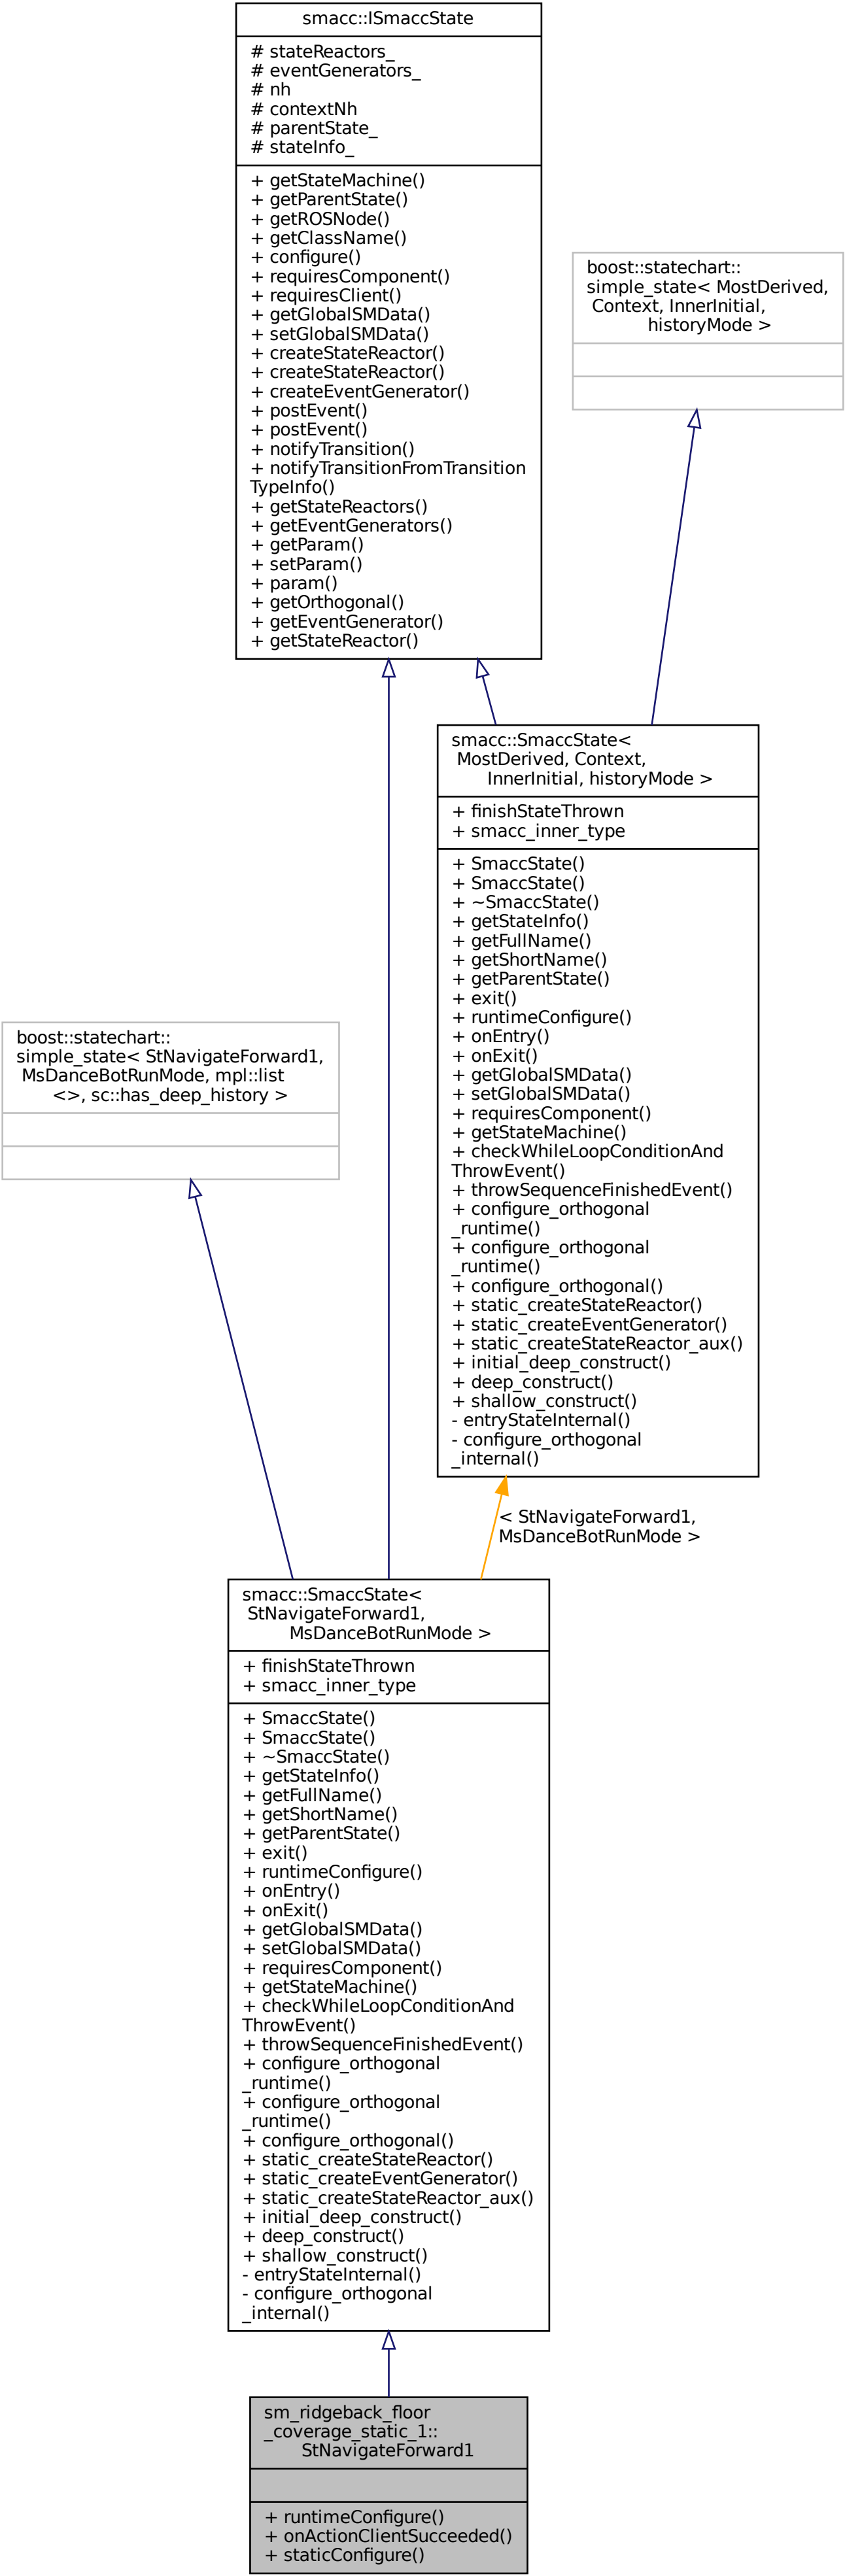 smacc::ISmaccState
# stateReactors_
# eventGenerators_
# nh
# contextNh
# parentState_
# stateInfo_
+ getStateMachine()
+ getParentState()
+ getROSNode()
+ getClassName()
+ configure()
+ requiresComponent()
+ requiresClient()
+ getGlobalSMData()
+ setGlobalSMData()
+ createStateReactor()
+ createStateReactor()
+ createEventGenerator()
+ postEvent()
+ postEvent()
+ notifyTransition()
+ notifyTransitionFromTransition
TypeInfo()
+ getStateReactors()
+ getEventGenerators()
+ getParam()
+ setParam()
+ param()
+ getOrthogonal()
+ getEventGenerator()
+ getStateReactor()
boost::statechart::
simple_state< MostDerived,
Context, InnerInitial,
historyMode >
smacc::SmaccState<
MostDerived, Context,
InnerInitial, historyMode >
+ finishStateThrown
+ smacc_inner_type
+ SmaccState()
+ SmaccState()
+ ~SmaccState()
+ getStateInfo()
+ getFullName()
+ getShortName()
+ getParentState()
+ exit()
+ runtimeConfigure()
+ onEntry()
+ onExit()
+ getGlobalSMData()
+ setGlobalSMData()
+ requiresComponent()
+ getStateMachine()
+ checkWhileLoopConditionAnd
ThrowEvent()
+ throwSequenceFinishedEvent()
+ configure_orthogonal
_runtime()
+ configure_orthogonal
_runtime()
+ configure_orthogonal()
+ static_createStateReactor()
+ static_createEventGenerator()
+ static_createStateReactor_aux()
+ initial_deep_construct()
+ deep_construct()
+ shallow_construct()
- entryStateInternal()
- configure_orthogonal
_internal()
boost::statechart::
simple_state< StNavigateForward1,
MsDanceBotRunMode, mpl::list
<>, sc::has_deep_history >
< StNavigateForward1,
MsDanceBotRunMode >
smacc::SmaccState<
StNavigateForward1,
MsDanceBotRunMode >
+ finishStateThrown
+ smacc_inner_type
+ SmaccState()
+ SmaccState()
+ ~SmaccState()
+ getStateInfo()
+ getFullName()
+ getShortName()
+ getParentState()
+ exit()
+ runtimeConfigure()
+ onEntry()
+ onExit()
+ getGlobalSMData()
+ setGlobalSMData()
+ requiresComponent()
+ getStateMachine()
+ checkWhileLoopConditionAnd
ThrowEvent()
+ throwSequenceFinishedEvent()
+ configure_orthogonal
_runtime()
+ configure_orthogonal
_runtime()
+ configure_orthogonal()
+ static_createStateReactor()
+ static_createEventGenerator()
+ static_createStateReactor_aux()
+ initial_deep_construct()
+ deep_construct()
+ shallow_construct()
- entryStateInternal()
- configure_orthogonal
_internal()
sm_ridgeback_floor
_coverage_static_1::
StNavigateForward1
+ runtimeConfigure()
+ onActionClientSucceeded()
+ staticConfigure()